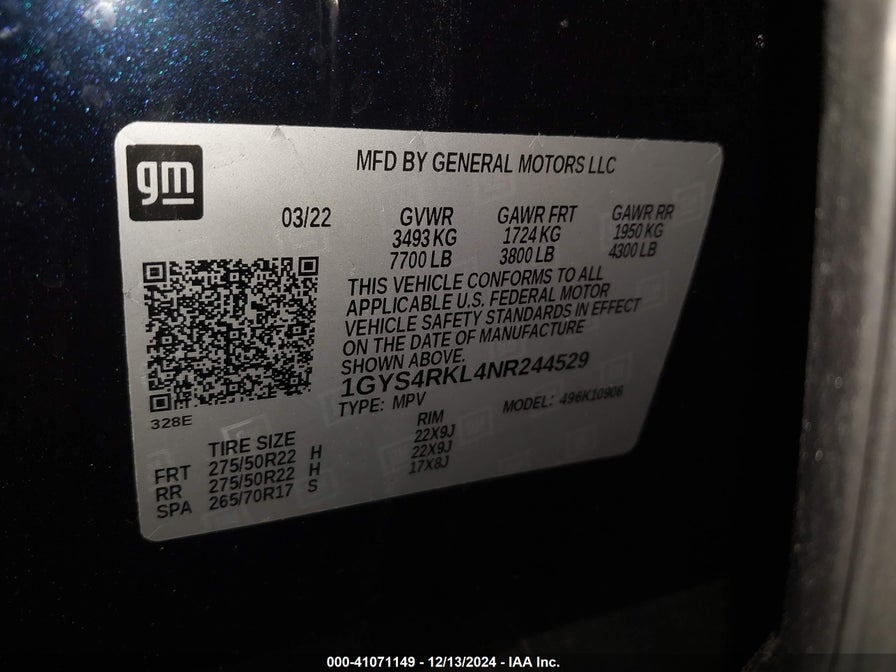 gm
MFD BY GENERAL MOTORS LLC
03/22 GVWR GAWR FRT GAWR RR
3493 KG 1724 KG 1950 KG
7700 LB 3800 LB 4300 LB
THIS VEHICLE CONFORMS TO ALL
APPLICABLE U.S. FEDERAL MOTOR
VEHICLE SAFETY STANDARDS IN EFFECT
ON THE DATE OF MANUFACTURE
SHOWN ABOVE.
1GYS4RKL4NR244529
TYPE: MPV MODEL: 496K10906
328E
TIRE SIZE RIM
FRT 275/50R22 H 22X9J
RR 275/50R22 H 22X9J
SPA 265/70R17 S 17X8J
000-41071149 - 12/13/2024 - IAA Inc.